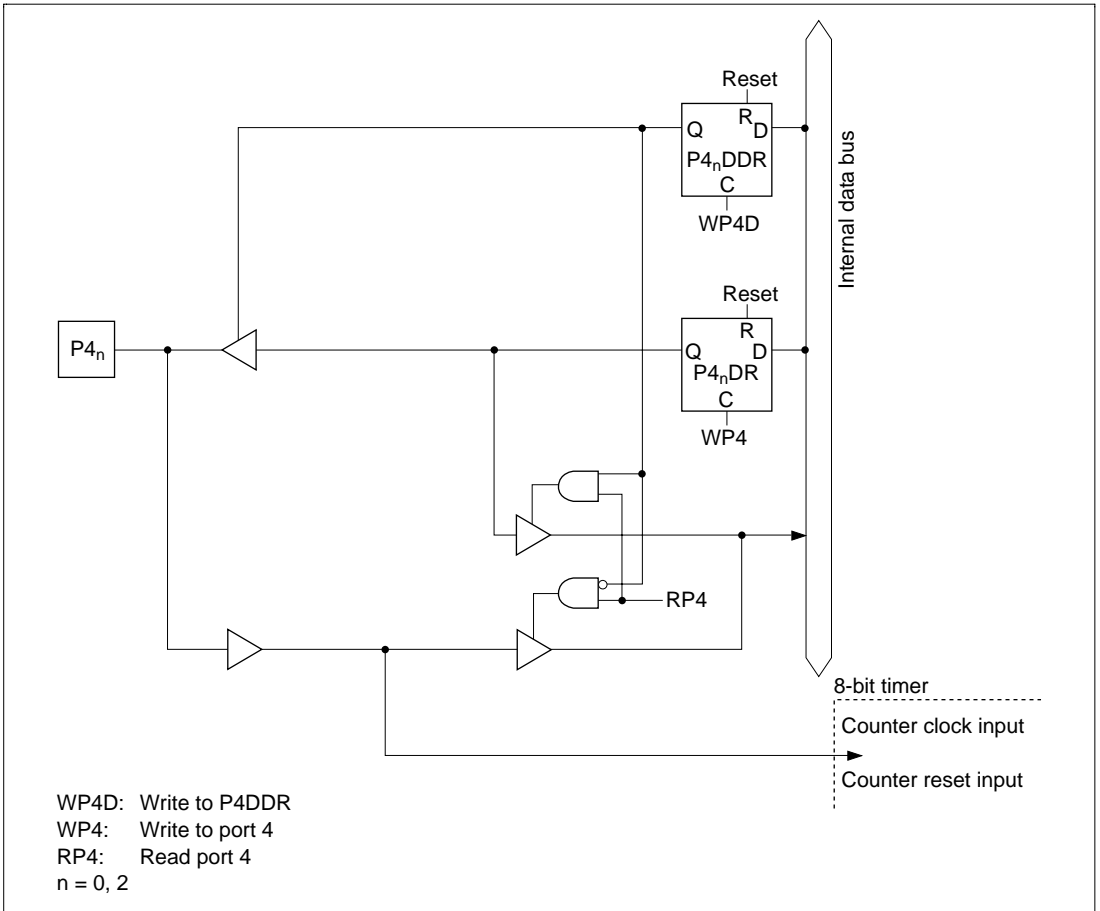 Reset
R
Q D
P4nDDR
C
WP4D
Internal data bus
Reset
R
P4n
Q D
P4nDR
C
WP4
RP4
8-bit timer
Counter clock input
Counter reset input
WP4D: Write to P4DDR
WP4: Write to port 4
RP4: Read port 4
n = 0, 2